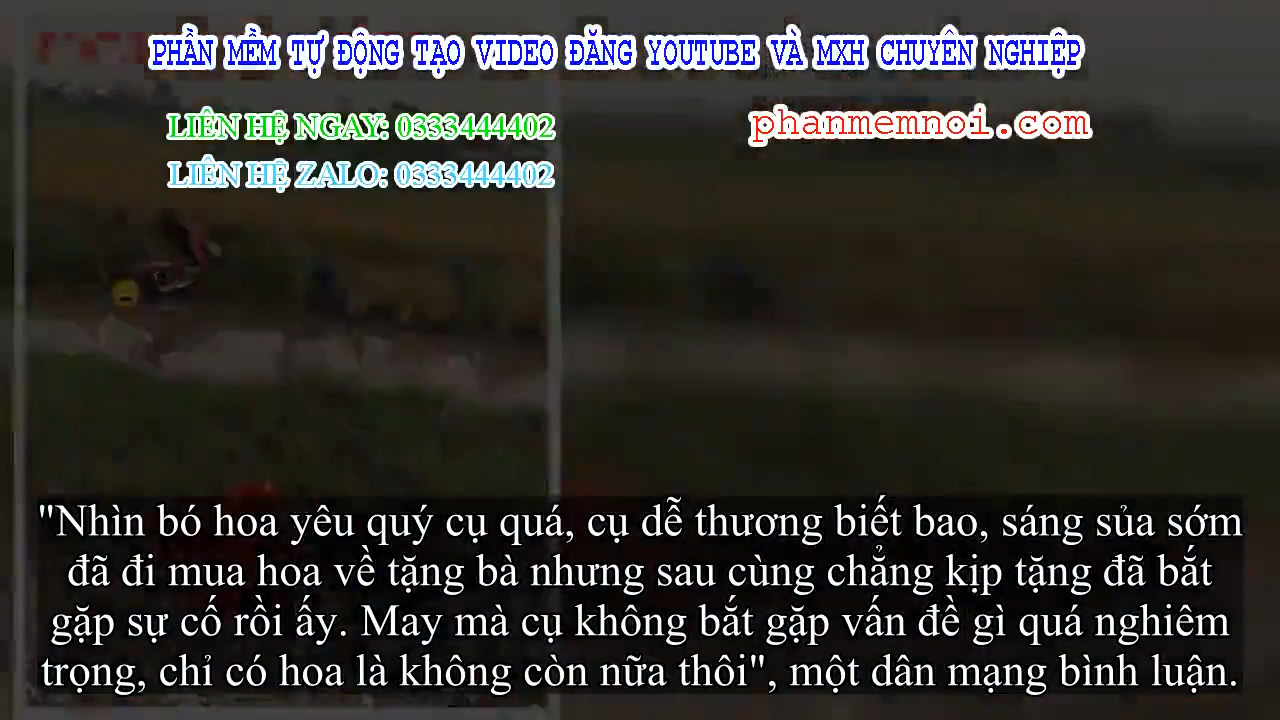 PHẦN MỀM TỰ ĐỘNG TẠO VIDEO ĐĂNG YOUTUBE VÀ MXH CHUYÊN NGHIỆP
LIÊN HỆ NGAY: 0333444402
phanmemnoi.com
LIÊN HỆ ZALO: 0333444402
"Nhìn bó hoa yêu quý cụ quá, cụ dễ thương biết bao, sáng sủa sớm
đã đi mua hoa về tặng bà nhưng sau cùng chẳng kịp tặng đã bắt
gặp sự cố rồi ấy. May mà cụ không bắt gặp vấn đề gì quá nghiêm
trọng, chỉ có hoa là không còn nữa thôi", một dân mạng bình luận.